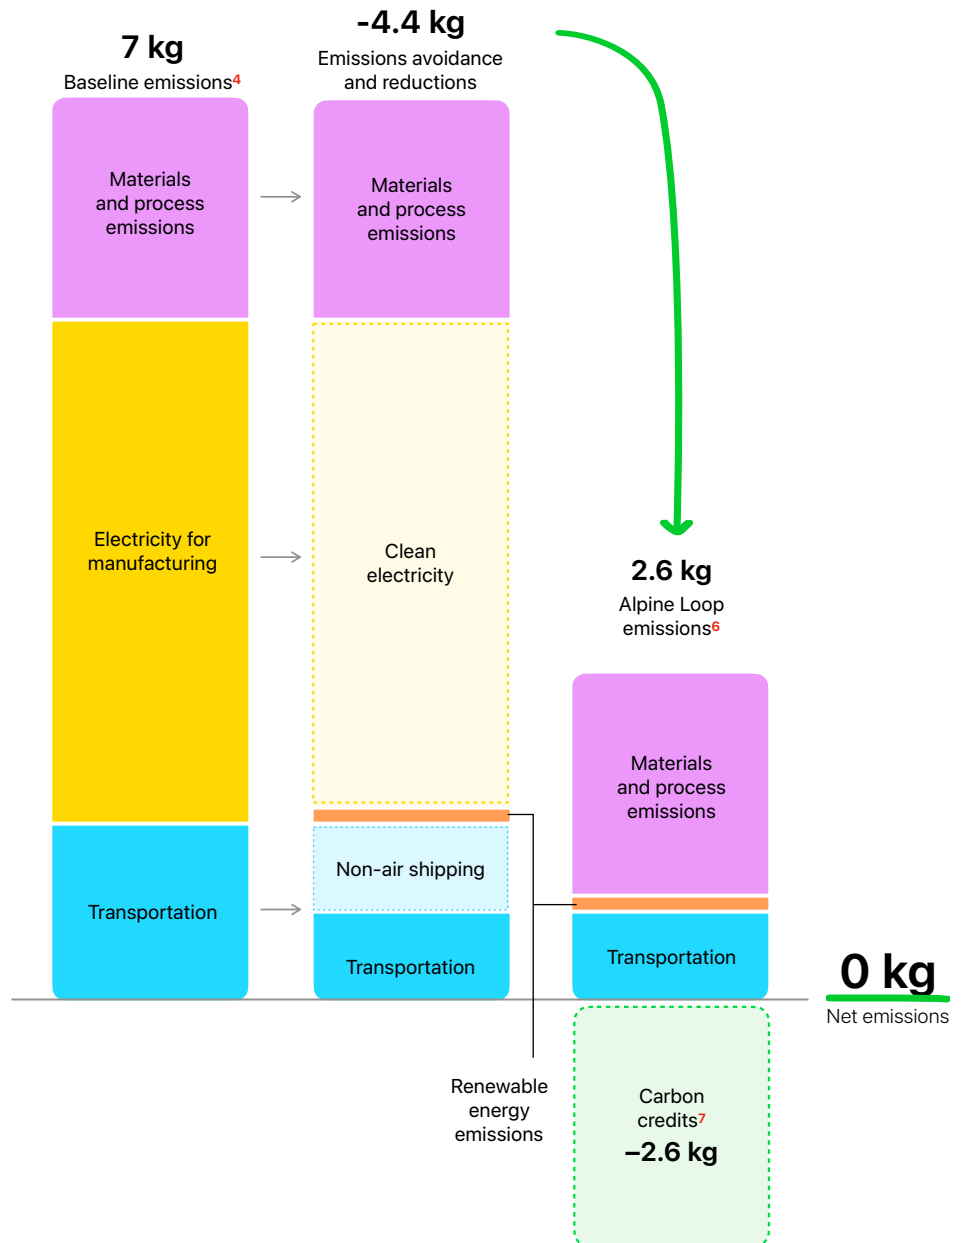 7 kg
Baseline emissions4
-4.4 kg
Emissions avoidance
and reductions
Materials
and process
emissions
Materials
and process
emissions
Electricity for
manufacturing
Clean
electricity
2.6 kg
Alpine Loop
emissions6
Materials
and process
emissions
Non-air shipping
Transportation
Transportation
Transportation
0 kg
Net emissions
Renewable
energy
emissions
Carbon
credits7
–2.6 kg